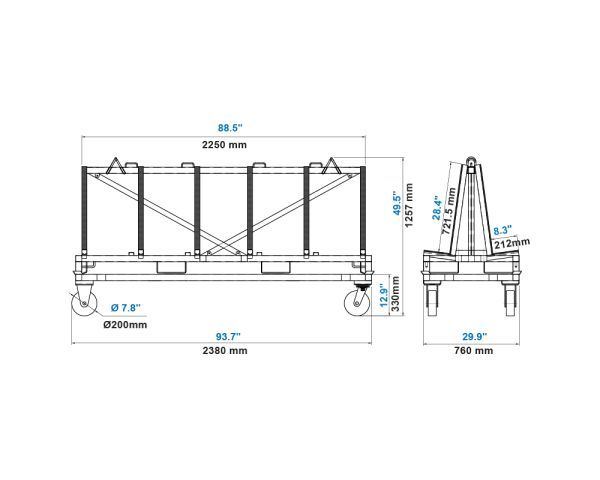 88.5"
2250 mm
49.5"
1257 mm
28.4"
721.5 mm
8.3"
212mm
12.9"
330mm
Ø 7.8"
Ø200mm
93.7"
2380 mm
29.9"
760 mm